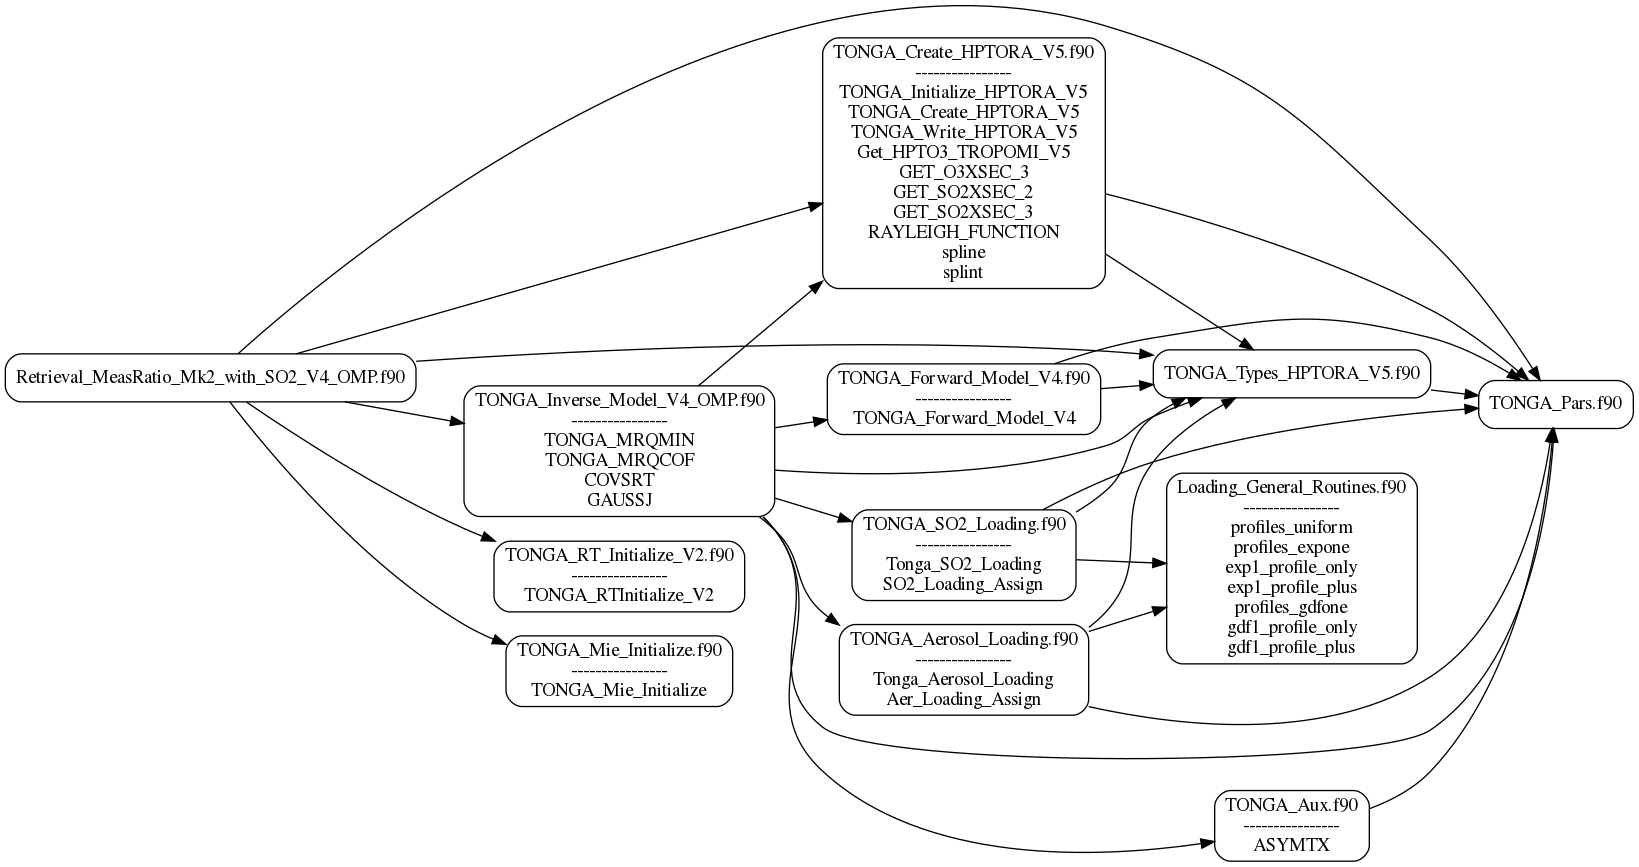 Retrieval_MeasRatio_Mk2_with_SO2_V4_OMP.f90
TONGA_Inverse_Model_V4_OMP.f90
----------------
TONGA_MRQMIN
TONGA_MRQCOF
COVSRT
GAUSSJ
TONGA_RT_Initialize_V2.f90
----------------
TONGA_RTInitialize_V2
TONGA_Mie_Initialize.f90
----------------
TONGA_Mie_Initialize
TONGA_Create_HPTORA_V5.f90
----------------
TONGA_Initialize_HPTORA_V5
TONGA_Create_HPTORA_V5
TONGA_Write_HPTORA_V5
Get_HPTO3_TROPOMI_V5
GET_O3XSEC_3
GET_SO2XSEC_2
GET_SO2XSEC_3
RAYLEIGH_FUNCTION
spline
splint
TONGA_Forward_Model_V4.f90
----------------
TONGA_Forward_Model_V4
TONGA_SO2_Loading.f90
----------------
Tonga_SO2_Loading
SO2_Loading_Assign
TONGA_Aerosol_Loading.f90
----------------
Tonga_Aerosol_Loading
Aer_Loading_Assign
TONGA_Types_HPTORA_V5.f90
Loading_General_Routines.f90
----------------
profiles_uniform
profiles_expone
exp1_profile_only
exp1_profile_plus
profiles_gdfone
gdf1_profile_only
gdf1_profile_plus
TONGA_Aux.f90
----------------
ASYMTX
TONGA_Pars.f90